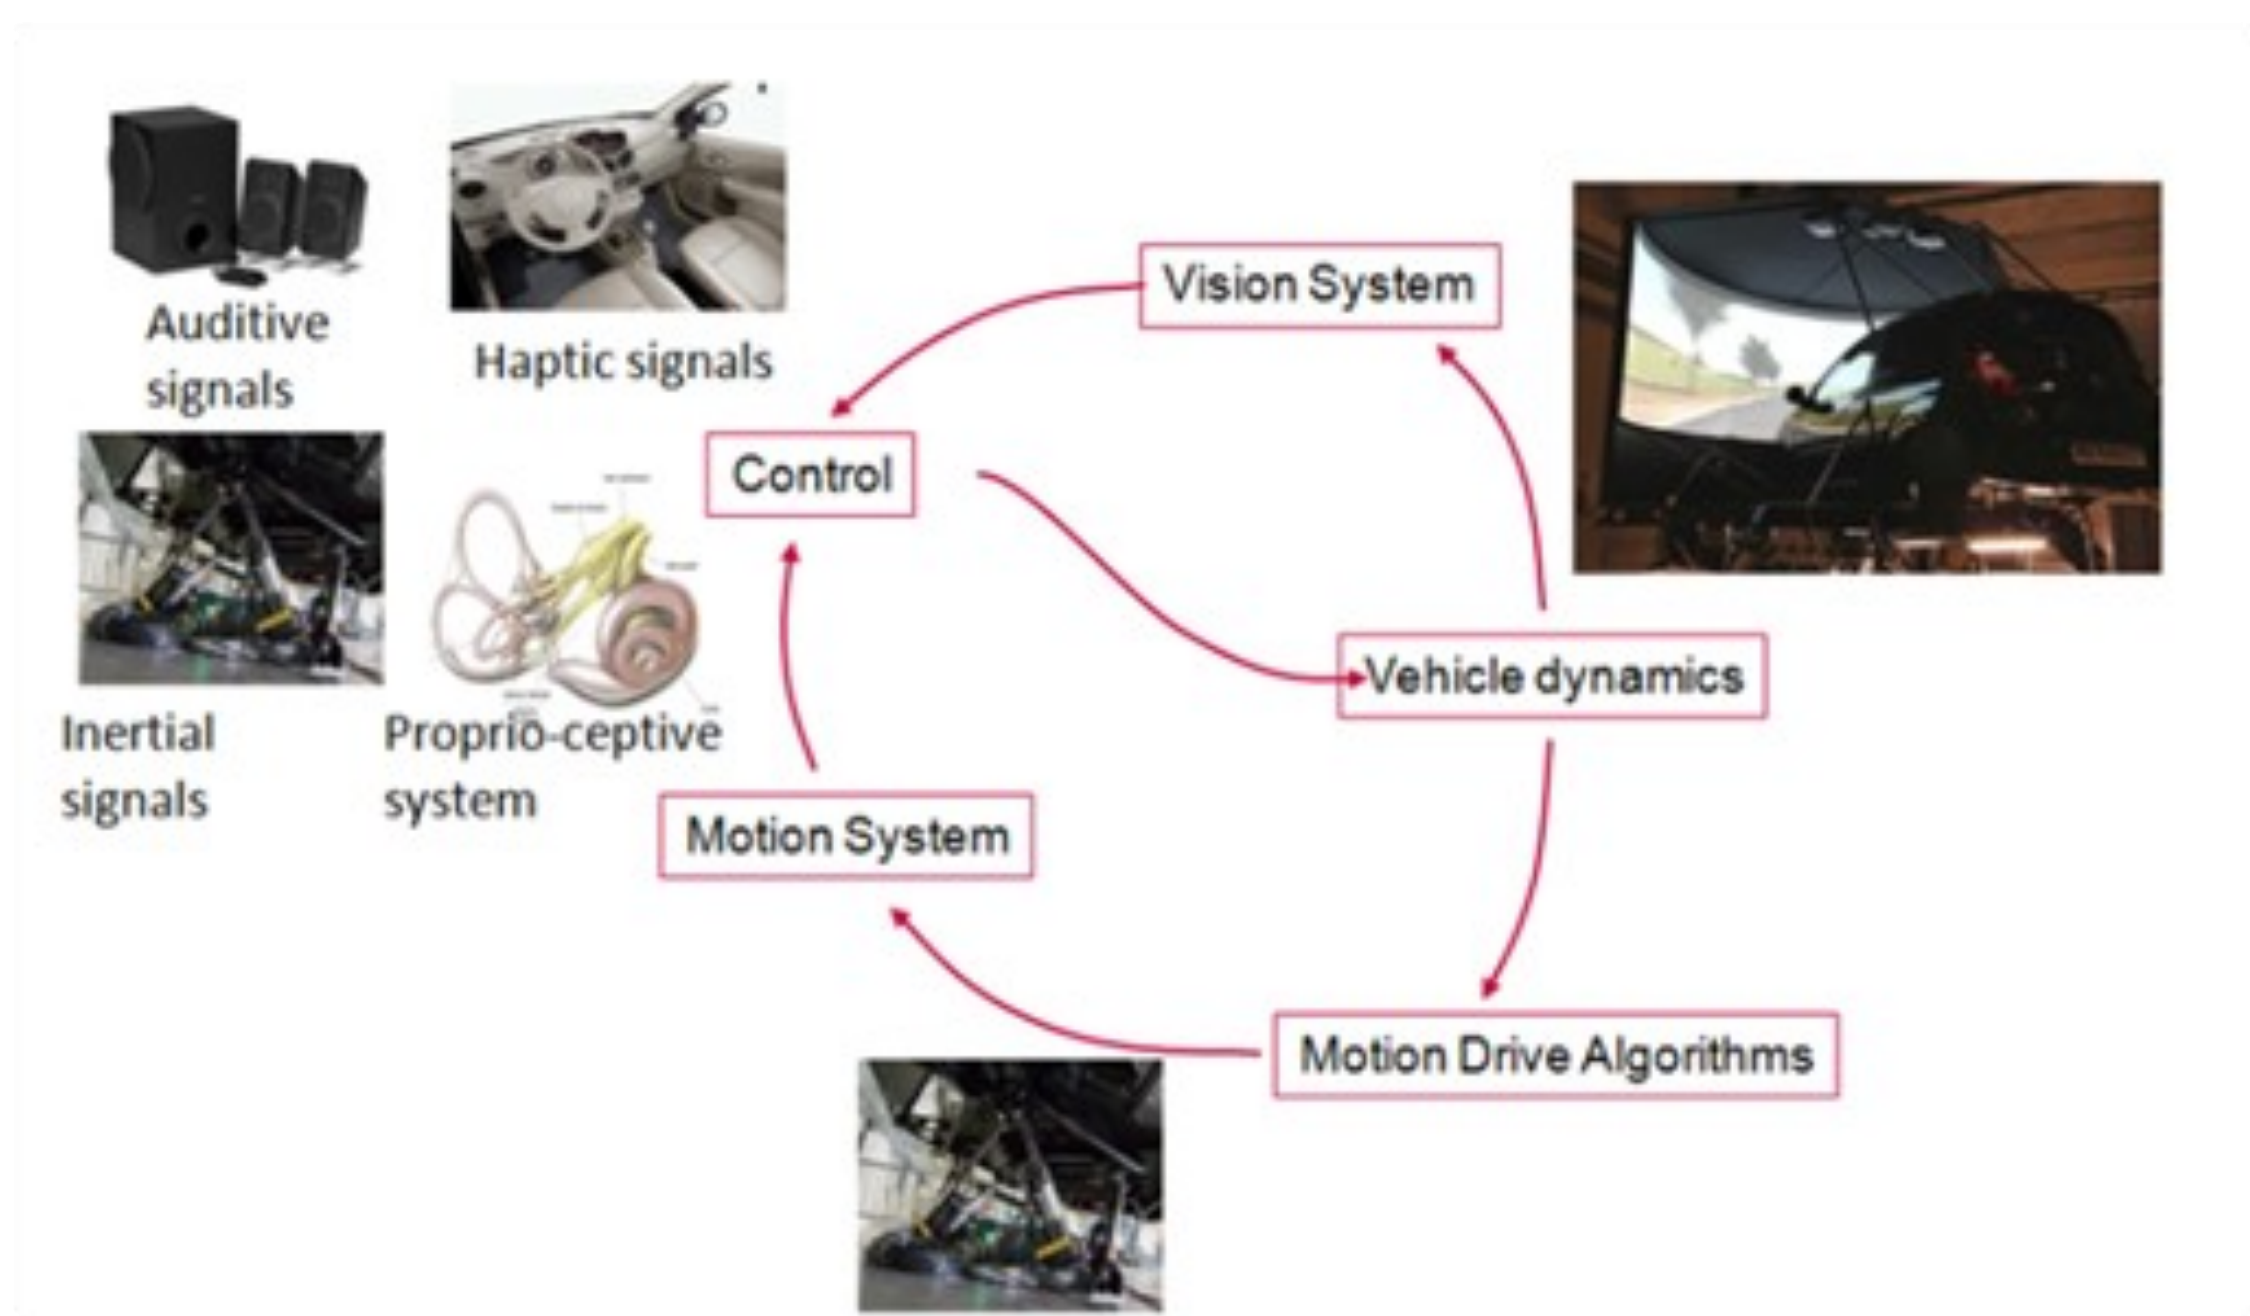 Auditive
signals
Haptic signals
Vision System
Control
Inertial
signals
Proprio-ceptive
system
Vehicle dynamics
Motion System
Motion Drive Algorithms